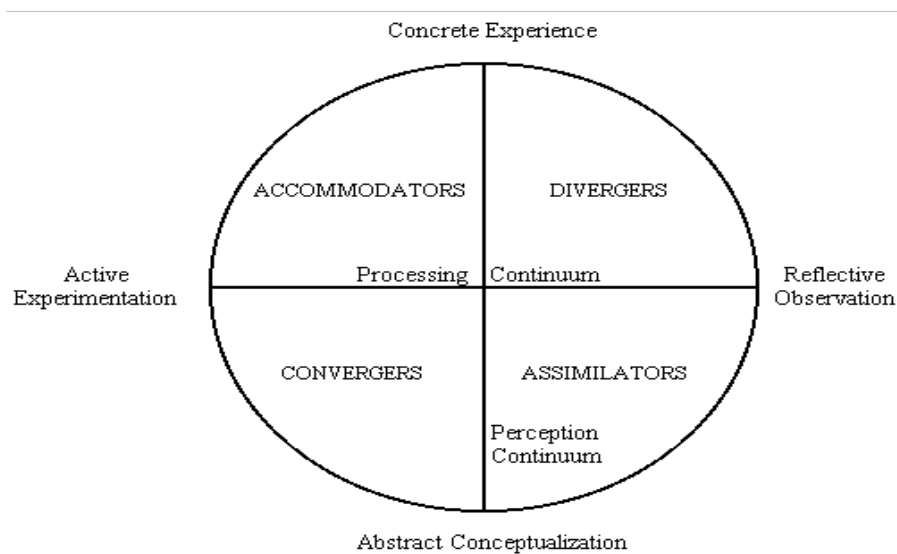 Concrete Experience
ACCOMMODATORS
DIVERGERS
Active
Experimentation
Processing Continuum
Reflective
Observation
CONVERGERS
ASSIMILATORS
Perception
Continuum
Abstract Conceptualization